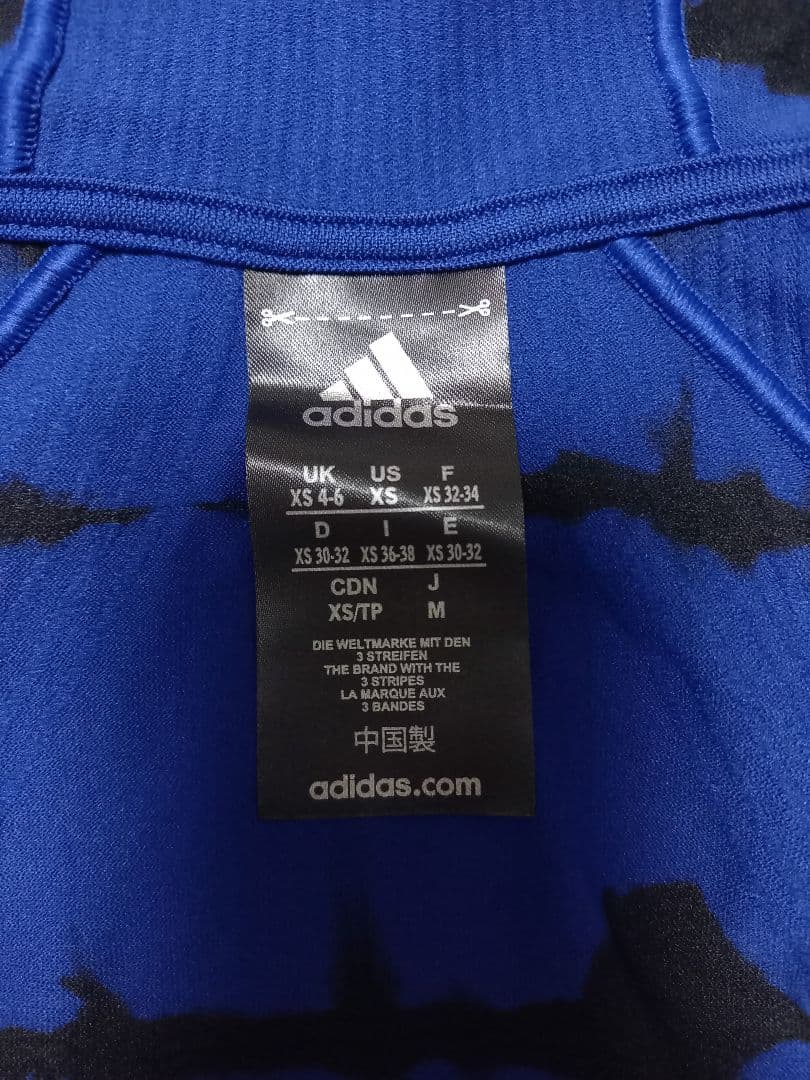 adidas
UK US F
XS 4-6 XS XS 32-34
D I E
XS 30-32 XS 36-38 XS 30-32
CDN J
XS/TP M
DIE WELTMARKE MIT DEN
3 STREIFEN
THE BRAND WITH THE
3 STRIPES
LA MARQUE AUX
3 BANDES
中国製
adidas.com